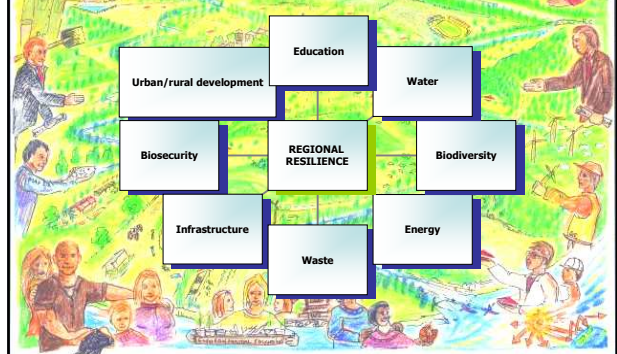 Education
Urban/rural development
Water
Biosecurity
REGIONAL
RESILIENCE
Biodiversity
Infrastructure
Energy
Waste